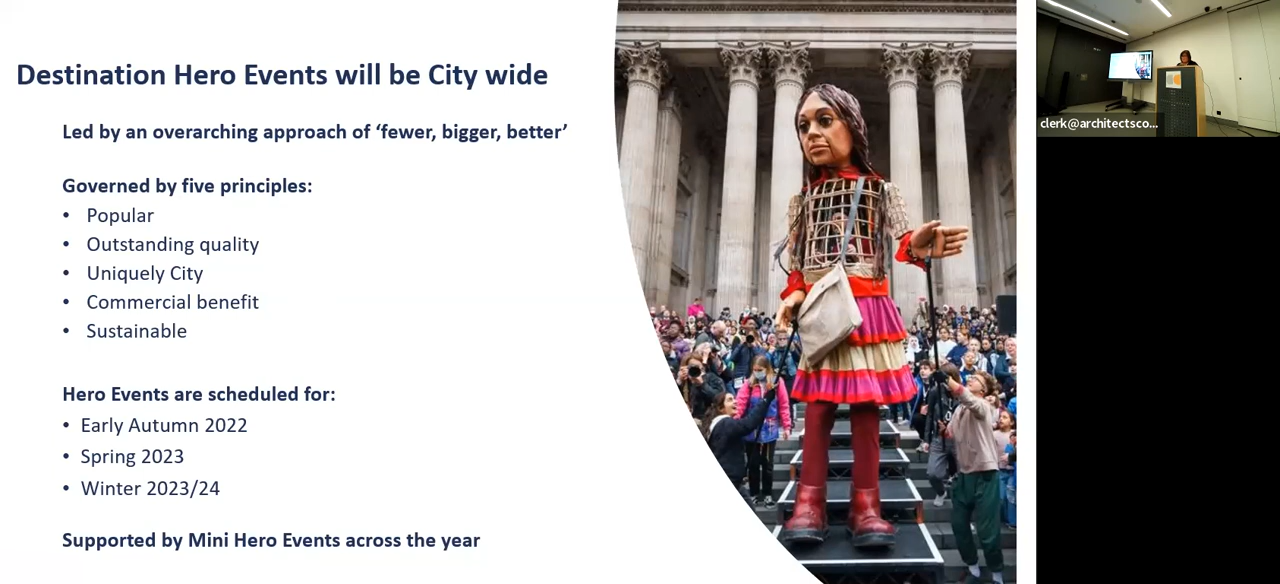 Destination Hero Events will be City wide
Led by an overarching approach of ‘fewer, bigger, better’
Governed by five principles:
• Popular
• Outstanding quality
• Uniquely City
• Commercial benefit
• Sustainable
Hero Events are scheduled for:
• Early Autumn 2022
• Spring 2023
• Winter 2023/24
Supported by Mini Hero Events across the year
clerk@architectsco...